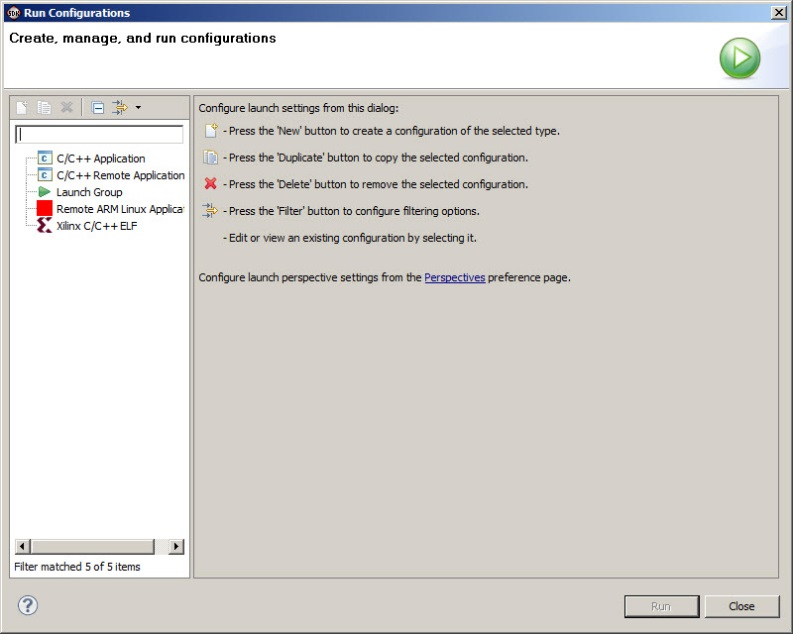 Run Configurations
Create, manage, and run configurations
C/C++ Application
C/C++ Remote Application
Launch Group
Remote ARM Linux Applica
Xilinx C/C++ ELF
Filter matched 5 of 5 items
Configure launch settings from this dialog:
- Press the 'New' button to create a configuration of the selected type.
- Press the 'Duplicate' button to copy the selected configuration.
- Press the 'Delete' button to remove the selected configuration.
- Press the 'Filter' button to configure filtering options.
- Edit or view an existing configuration by selecting it.
Configure launch perspective settings from the Perspectives preference page.
Run
Close